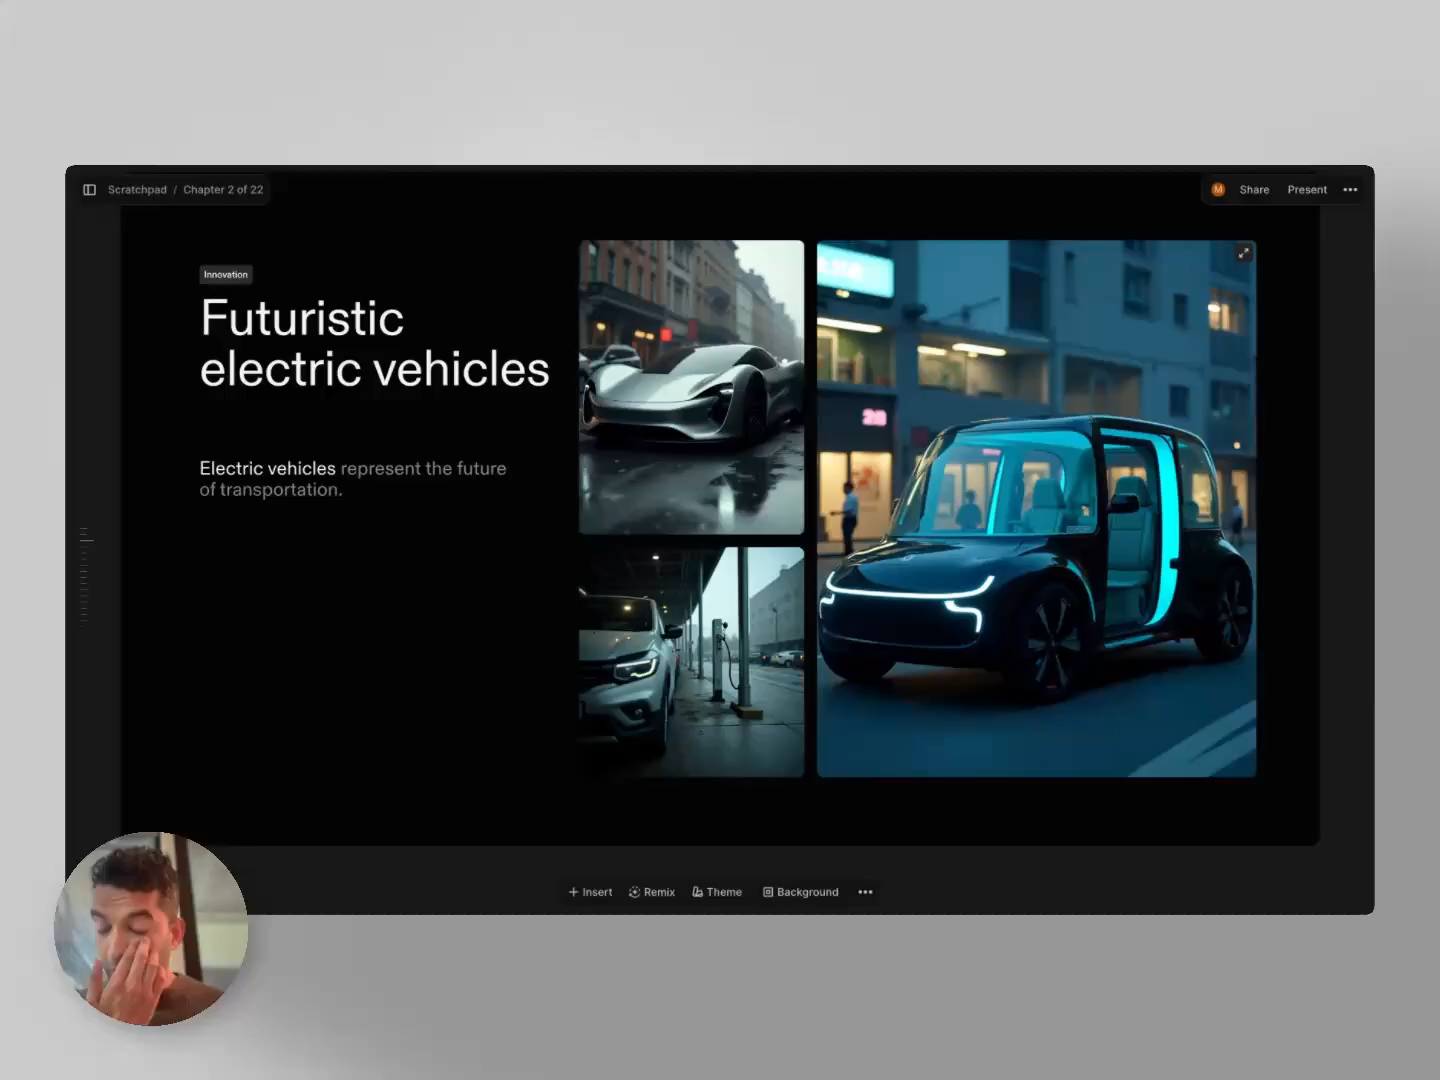 Scratchpad / Chapter 2 of 22
M Share Present
Innovation
Futuristic
electric vehicles
Electric vehicles represent the future
of transportation.
28
Insert Remix Theme Background